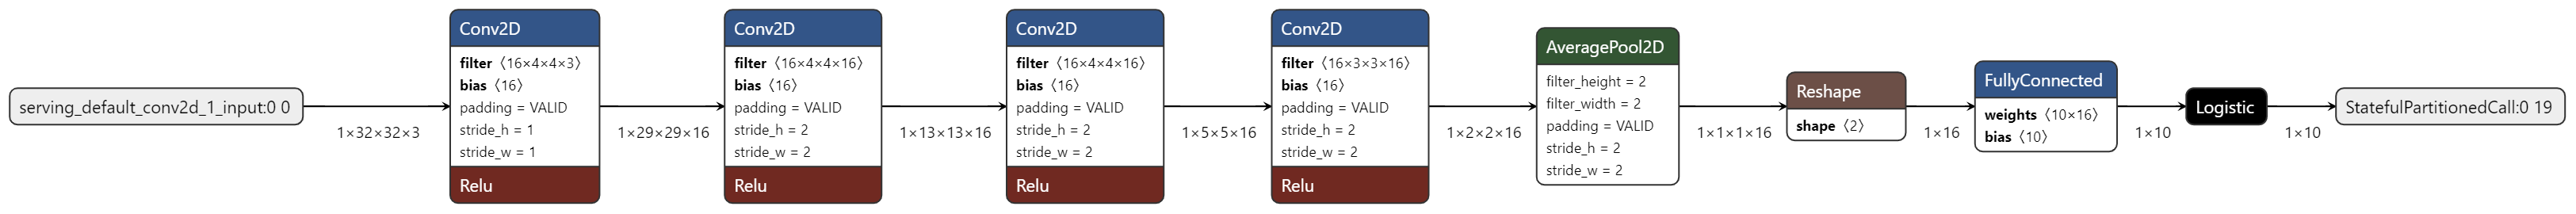 serving_default_conv2d_1_input:0 0
1×32×32×3
Conv2D
filter 〈16×4×4×3〉
bias 〈16〉
padding = VALID
stride_h = 1
stride_w = 1
Relu
1×29×29×16
Conv2D
filter 〈16×4×4×16〉
bias 〈16〉
padding = VALID
stride_h = 2
stride_w = 2
Relu
1×13×13×16
Conv2D
filter 〈16×4×4×16〉
bias 〈16〉
padding = VALID
stride_h = 2
stride_w = 2
Relu
1×5×5×16
Conv2D
filter 〈16×3×3×16〉
bias 〈16〉
padding = VALID
stride_h = 2
stride_w = 2
Relu
1×2×2×16
AveragePool2D
filter_height = 2
filter_width = 2
padding = VALID
stride_h = 2
stride_w = 2
1×1×1×16
Reshape
shape 〈2〉
1×16
FullyConnected
weights 〈10×16〉
bias 〈10〉
1×10
Logistic
1×10
StatefulPartitionedCall:0 19